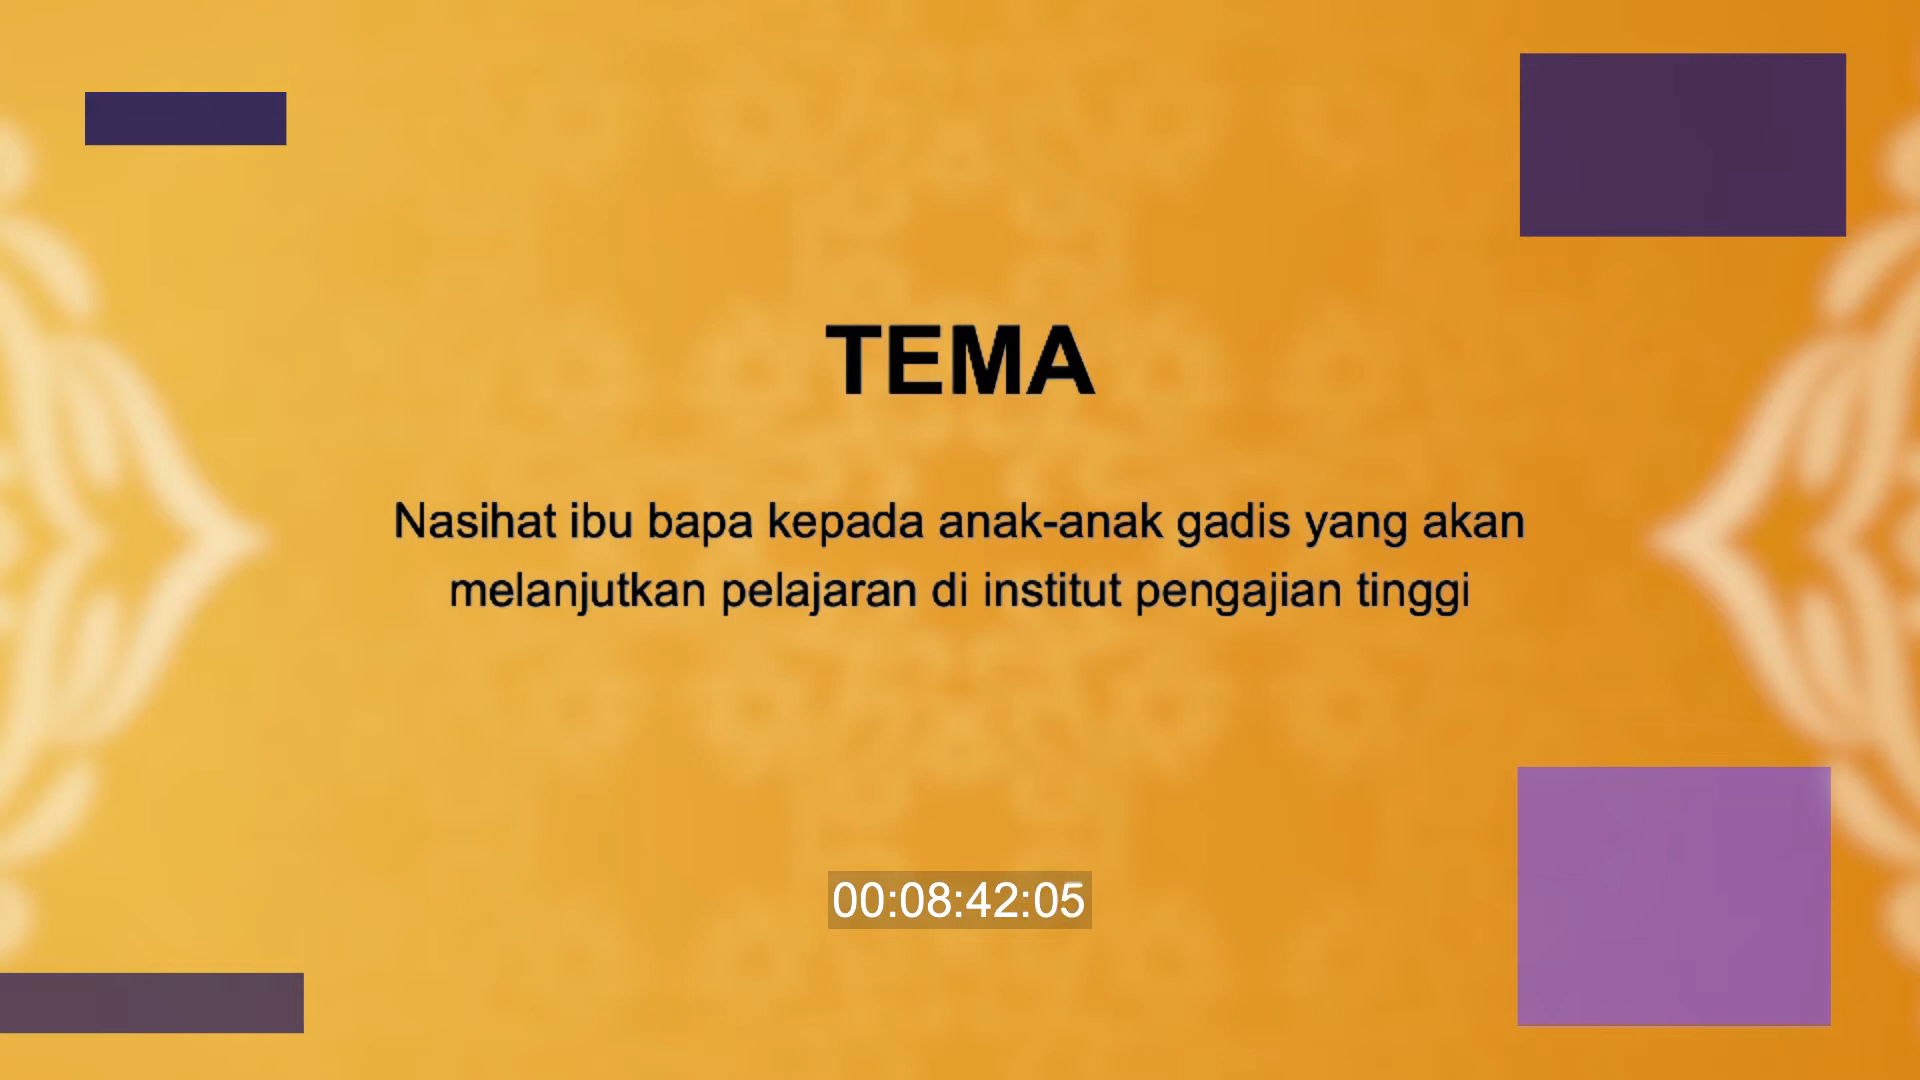 TEMA
Nasihat ibu bapa kepada anak-anak gadis yang akan
melanjutkan pelajaran di institut pengajian tinggi
00:08:42:05